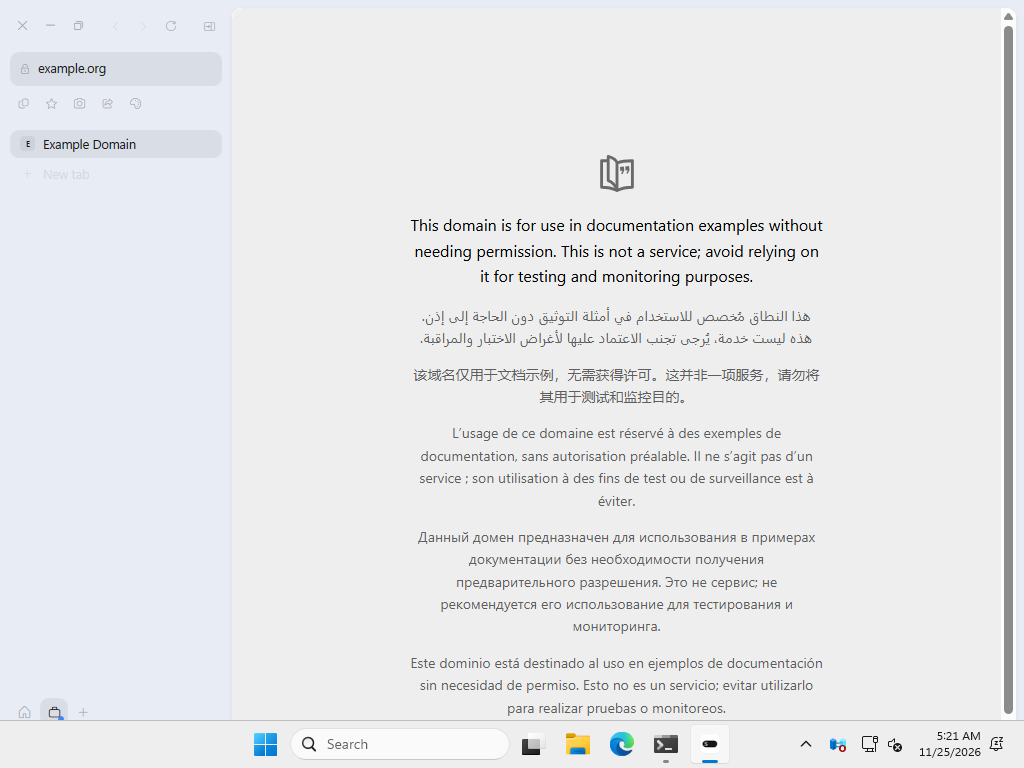 example.org
E Example Domain
New tab
This domain is for use in documentation examples without
needing permission. This is not a service; avoid relying on
it for testing and monitoring purposes.
هذا النطاق مُخصص للاستخدام في أمثلة التوثيق دون الحاجة إلى إذن.
هذه ليست خدمة، يُرجى تجنب الاعتماد عليها لأغراض الاختبار والمراقبة.
该域名仅用于文档示例，无需获得许可。这并非一项服务，请勿将
其用于测试和监控目的。
L’usage de ce domaine est réservé à des exemples de
documentation, sans autorisation préalable. Il ne s’agit pas d’un
service ; son utilisation à des fins de test ou de surveillance est à
éviter.
Данный домен предназначен для использования в примерах
документации без необходимости получения
предварительного разрешения. Это не сервис; не
рекомендуется его использование для тестирования и
мониторинга.
Este dominio está destinado al uso en ejemplos de documentación
sin necesidad de permiso. Esto no es un servicio; evitar utilizarlo
para realizar pruebas o monitoreos.
Search
5:21 AM
11/25/2026